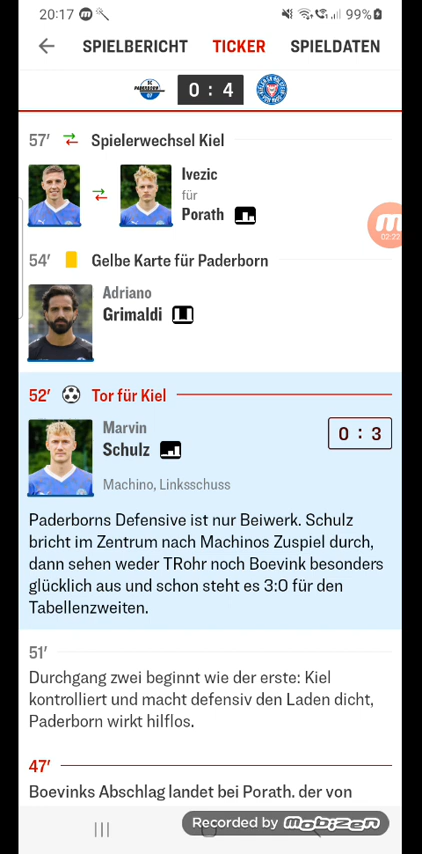 20:17 99%
SPIELBERICHT TICKER SPIELDATEN
0 : 4
57′ Spielerwechsel Kiel
Ivezic
für
Porath
02:22
54′ Gelbe Karte für Paderborn
Adriano
Grimaldi
52′ Tor für Kiel
Marvin
Schulz
0 : 3
Machino, Linksschuss
Paderborns Defensive ist nur Beiwerk. Schulz
bricht im Zentrum nach Machinos Zuspiel durch,
dann sehen weder TRohr noch Boevink besonders
glücklich aus und schon steht es 3:0 für den
Tabellenzweiten.
51′
Durchgang zwei beginnt wie der erste: Kiel
kontrolliert und macht defensiv den Laden dicht,
Paderborn wirkt hilflos.
47′
Boevinks Abschlag landet bei Porath, der von
Recorded by mobizen